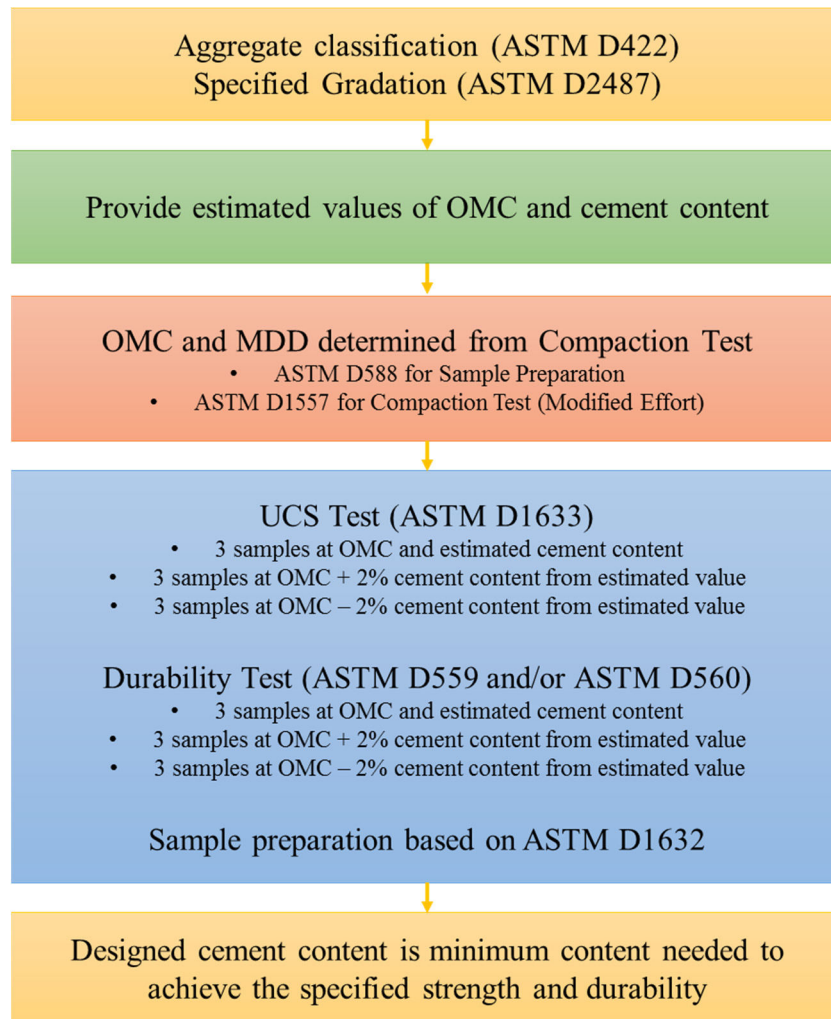 Aggregate classification (ASTM D422)
Specified Gradation (ASTM D2487)
Provide estimated values of OMC and cement content
OMC and MDD determined from Compaction Test
• ASTM D588 for Sample Preparation
• ASTM D1557 for Compaction Test (Modified Effort)
UCS Test (ASTM D1633)
• 3 samples at OMC and estimated cement content
• 3 samples at OMC + 2% cement content from estimated value
• 3 samples at OMC – 2% cement content from estimated value
Durability Test (ASTM D559 and/or ASTM D560)
• 3 samples at OMC and estimated cement content
• 3 samples at OMC + 2% cement content from estimated value
• 3 samples at OMC – 2% cement content from estimated value
Sample preparation based on ASTM D1632
Designed cement content is minimum content needed to
achieve the specified strength and durability